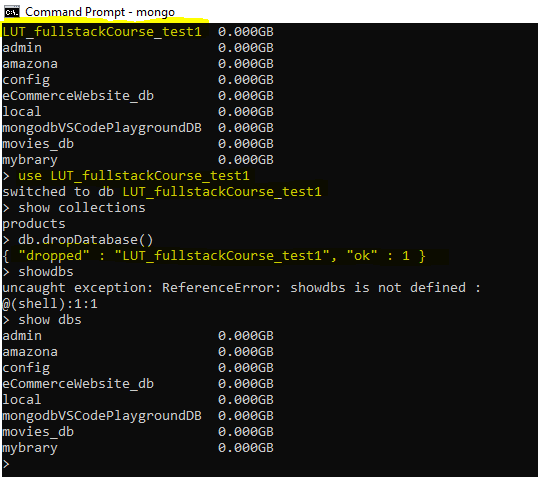 Command Prompt - mongo
LUT_fullstackCourse_test1  0.000GB
admin                      0.000GB
amazona                    0.000GB
config                     0.000GB
eCommerceWebsite_db        0.000GB
local                      0.000GB
mongodbVSCodePlaygroundDB  0.000GB
movies_db                  0.000GB
mybrary                    0.000GB
> use LUT_fullstackCourse_test1
switched to db LUT_fullstackCourse_test1
> show collections
products
> db.dropDatabase()
{ "dropped" : "LUT_fullstackCourse_test1", "ok" : 1 }
> showdbs
uncaught exception: ReferenceError: showdbs is not defined :
@(shell):1:1
> show dbs
admin                      0.000GB
amazona                    0.000GB
config                     0.000GB
eCommerceWebsite_db        0.000GB
local                      0.000GB
mongodbVSCodePlaygroundDB  0.000GB
movies_db                  0.000GB
mybrary                    0.000GB
>